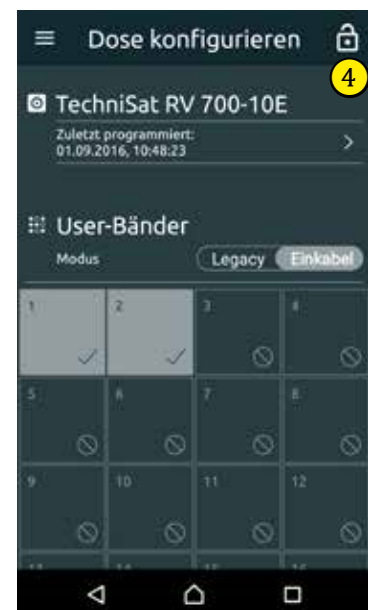 Dose konfigurieren
4
TechniSat RV 700-10E
Zuletzt programmiert:
01.09.2016, 10:48:23
User-Bänder
Modus Legacy Einkabel
1 2 3 4
5 6 7 8
9 10 11 12